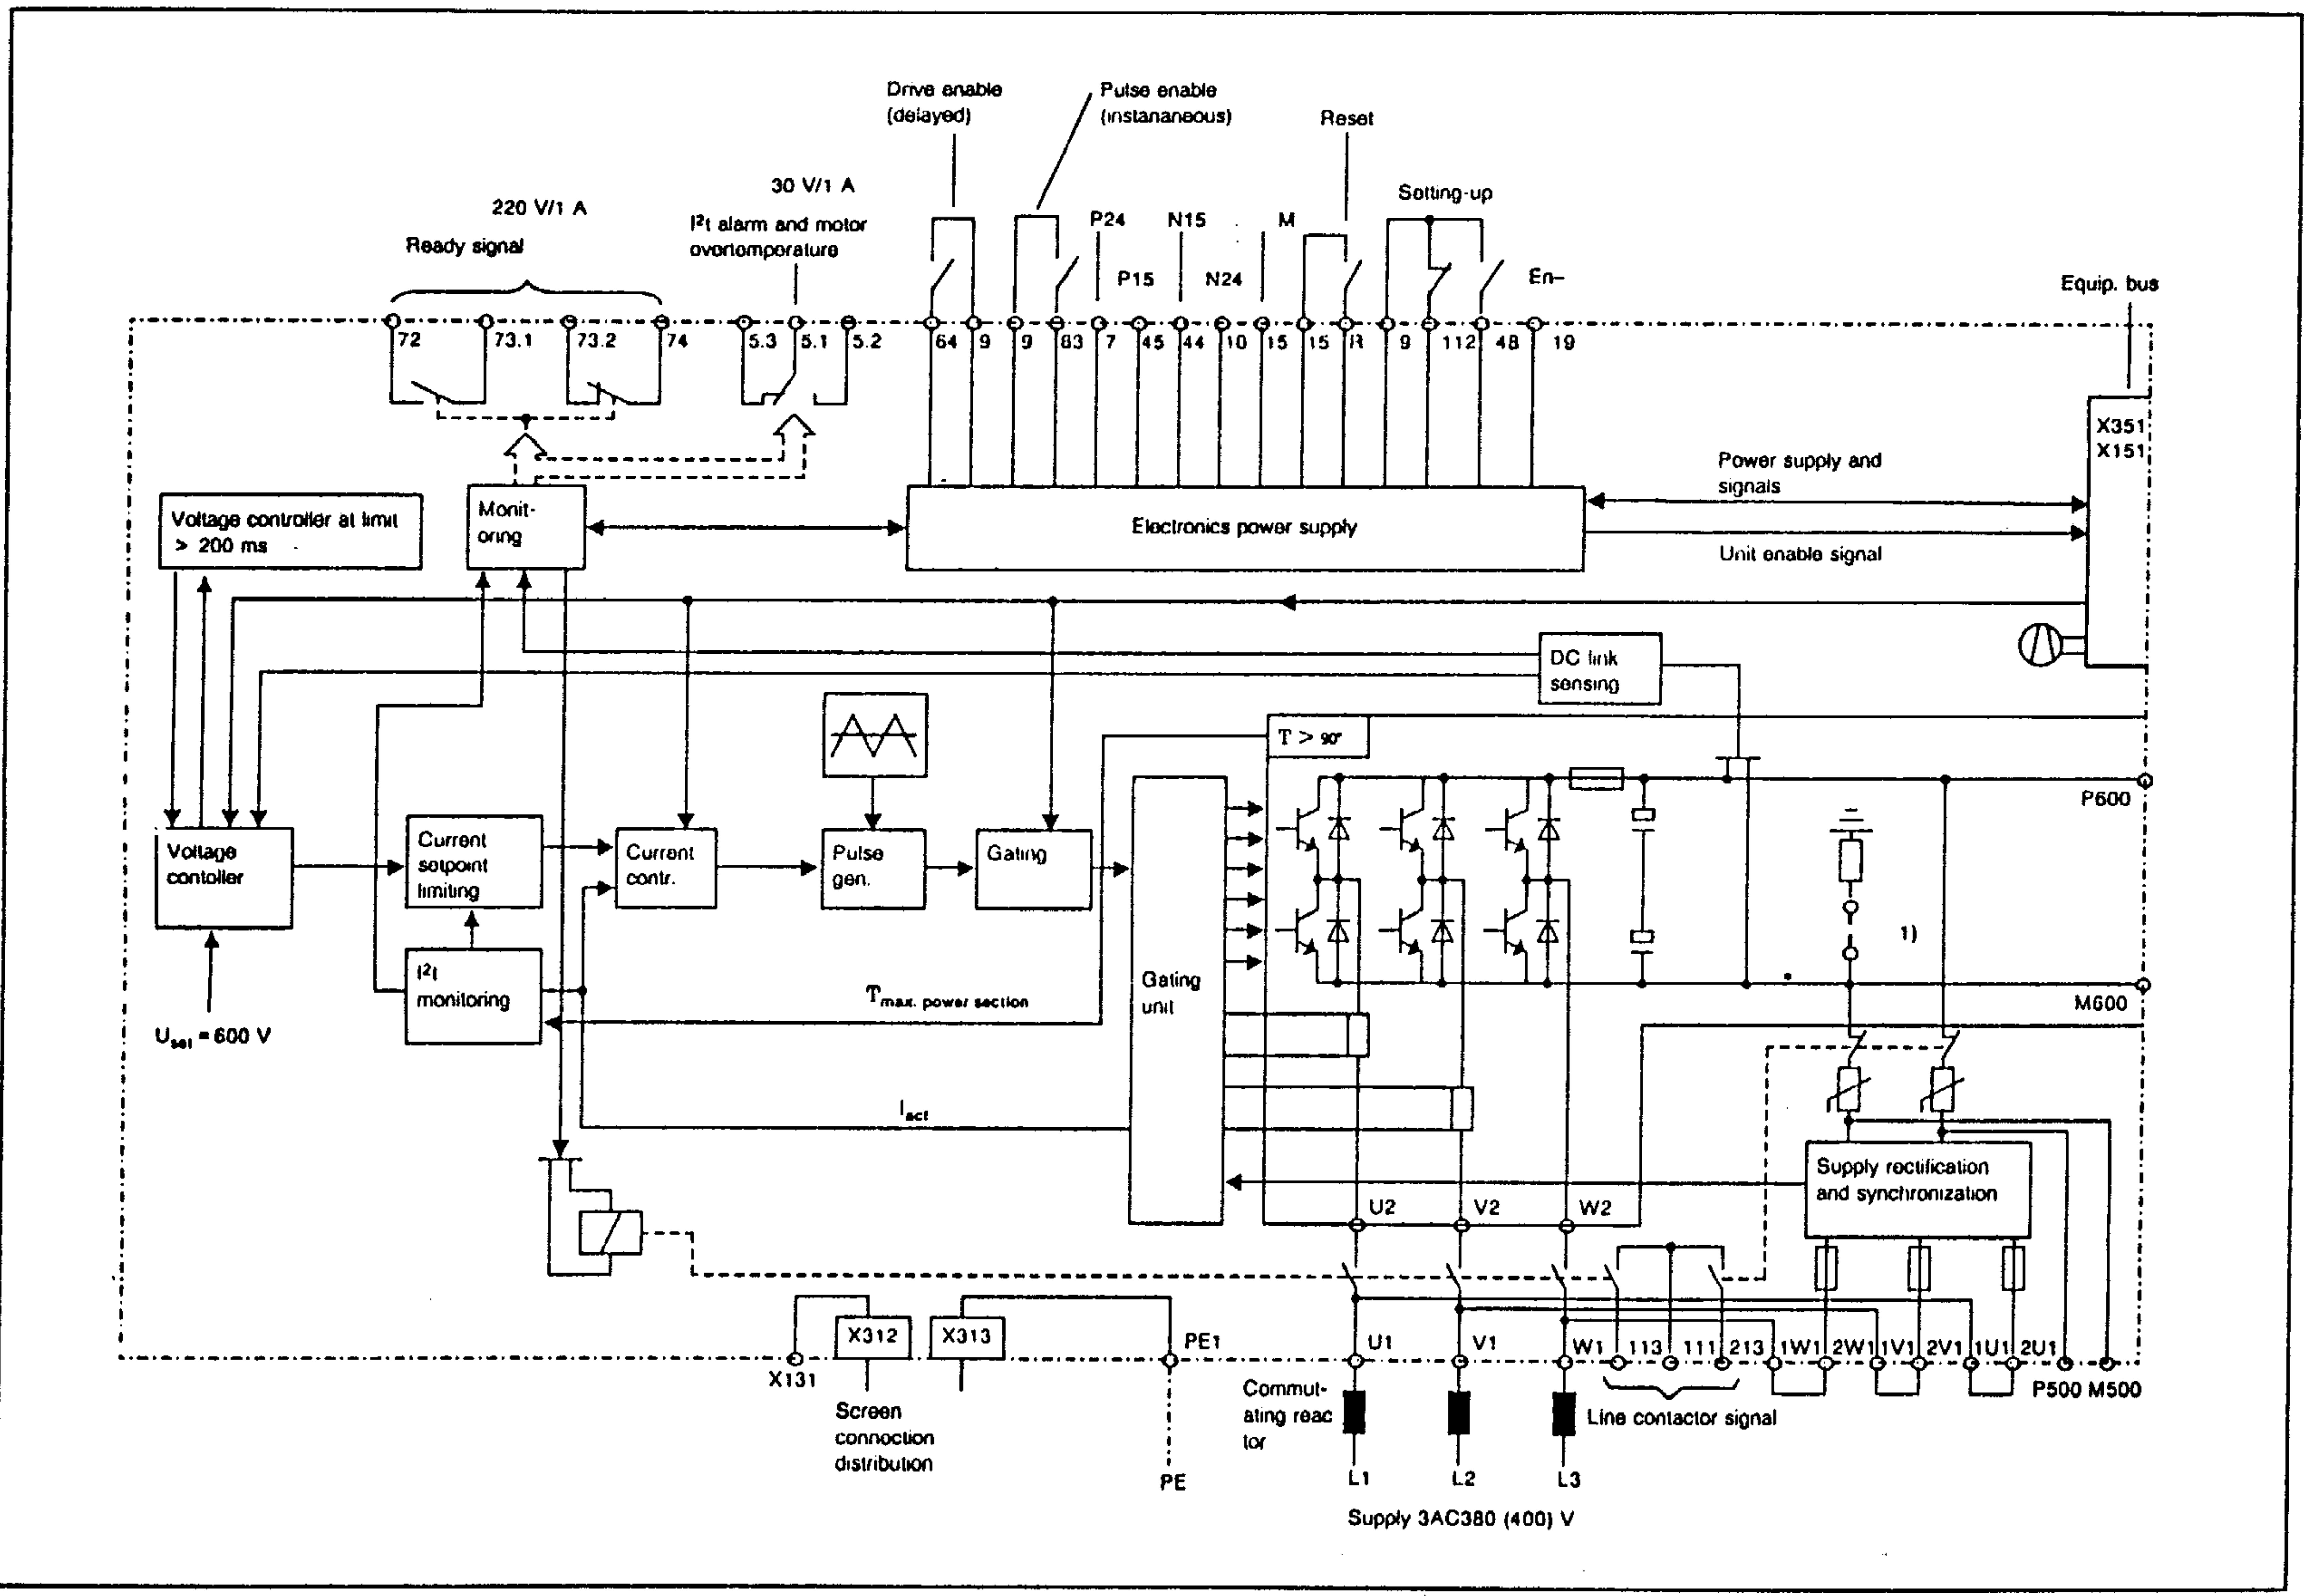 Drive enable
(delayed)
Pulse enable
(instananeous)
Reset
30 V/1 A
220 V/1 A
Setting-up
I²t alarm and motor
overtemperature
Ready signal
P24
N15
M
P15
N24
En–
Equip. bus
72
73.1
73.2
74
5.3
5.1
5.2
64
9
9
63
7
45
44
10
15
15
R
9
112
48
19
X351
X151
Power supply and
signals
Voltage controller at limit
> 200 ms
Monit-
oring
Electronics power supply
Unit enable signal
DC link
sensing
T > 90°
P600
Voltage
contoller
Current
setpoint
limiting
Current
contr.
Pulse
gen.
Gating
1)
I²t
monitoring
Gating
unit
Tmax. power section
M600
Uset = 600 V
Iact
Supply rectification
and synchronization
U2
V2
W2
X312
X313
PE1
U1
V1
W1
113
111
213
1W1
2W1
1V1
2V1
1U1
2U1
X131
P500 M500
Commut-
ating reac
tor
Line contactor signal
Screen
connection
distribution
PE
L1
L2
L3
Supply 3AC380 (400) V